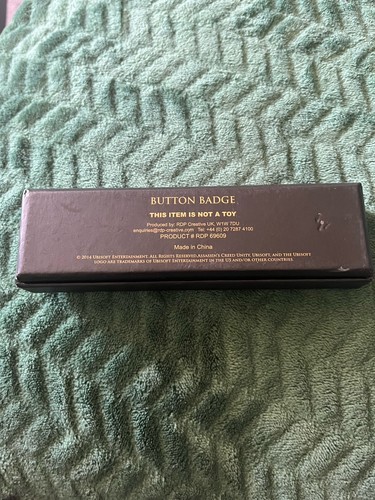 BUTTON BADGE
THIS ITEM IS NOT A TOY
Produced by: RDP Creative UK, W1W 7DU
enquiries@rdp-creative.com Tel: +44 (0) 20 7287 4100
PRODUCT # RDP 69609
Made in China
© 2014 Ubisoft Entertainment. All Rights Reserved.Assassin's Creed Unity, Ubisoft, and the Ubisoft
logo are trademarks of Ubisoft Entertainment in the US and/or other countries